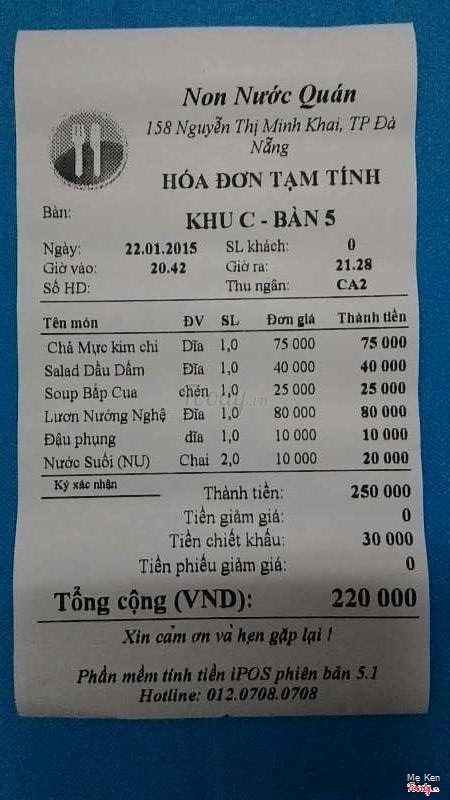 Non Nước Quán
158 Nguyễn Thị Minh Khai, TP Đà
Nẵng
HÓA ĐƠN TẠM TÍNH
Bàn: KHU C - BÀN 5
Ngày: 22.01.2015 SL khách: 0
Giờ vào: 20.42 Giờ ra: 21.28
Số HD: Thu ngân: CA2
Tên món ĐV SL Đơn giá Thành tiền
Chả Mực kim chi Dĩa 1,0 75 000 75 000
Salad Dầu Dấm Dĩa 1,0 40 000 40 000
Soup Bắp Cua chén 1,0 25 000 25 000
Lươn Nướng Nghệ Đĩa 1,0 80 000 80 000
Đậu phụng dĩa 1,0 10 000 10 000
Nước Suối (NU) Chai 2,0 10 000 20 000
Ký xác nhận
Thành tiền: 250 000
Tiền giảm giá: 0
Tiền chiết khấu: 30 000
Tiền phiếu giảm giá: 0
Tổng cộng (VND): 220 000
Xin cảm ơn và hẹn gặp lại !
Phần mềm tính tiền iPOS phiên bản 5.1
Hotline: 012.0708.0708
foody.vn
Me Ken
foody.vn